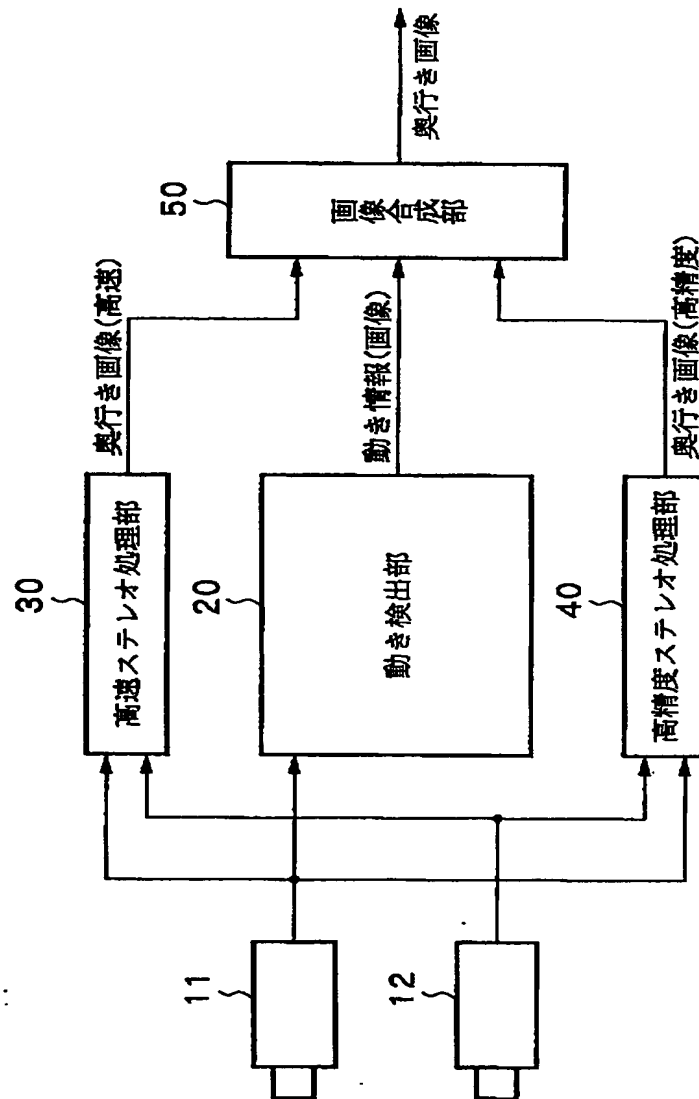 11
12
30
高速ステレオ処理部
20
動き検出部
40
高精度ステレオ処理部
奥行き画像(高速)
動き情報(画像)
奥行き画像(高精度)
50
画像合成部
奥行き画像